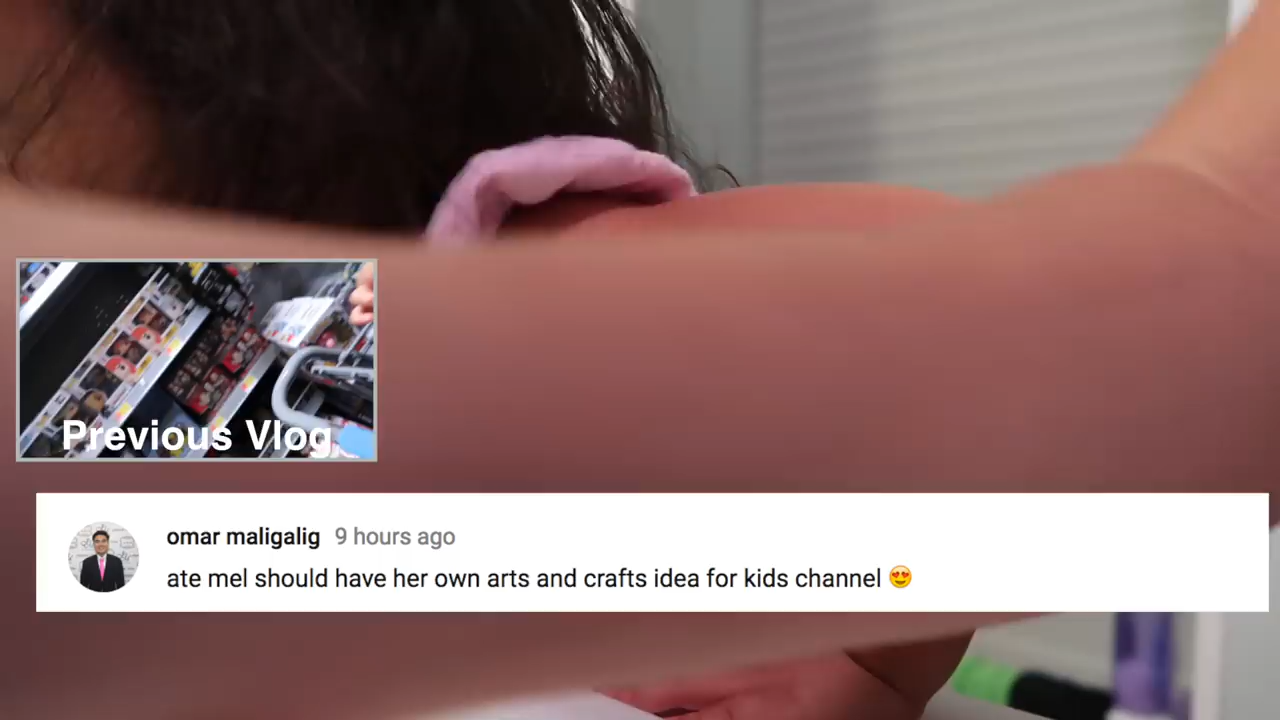 Previous Vlog
omar maligalig 9 hours ago
ate mel should have her own arts and crafts idea for kids channel 😍